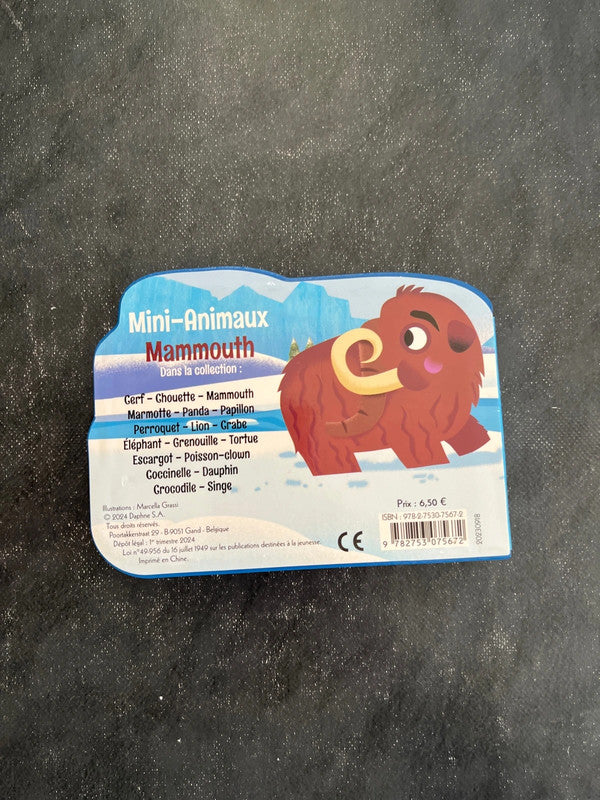 Mini-Animaux
Mammouth
Dans la collection :
Cerf - Chouette - Mammouth
Marmotte - Panda - Papillon
Perroquet - Lion - Crabe
Éléphant - Grenouille - Tortue
Escargot - Poisson-clown
Coccinelle - Dauphin
Crocodile - Singe
Illustrations : Marcella Grassi
© 2024 Daphne S.A.
Tous droits réservés.
Poortakkerstraat 29 - B-9051 Gand - Belgique
Dépôt légal : 1er trimestre 2024
Loi n°49-956 du 16 juillet 1949 sur les publications destinées à la jeunesse.
Imprimé en Chine.
CE
Prix : 6,50 €
ISBN : 978-2-7530-7567-2
9 782753 075672
20230918